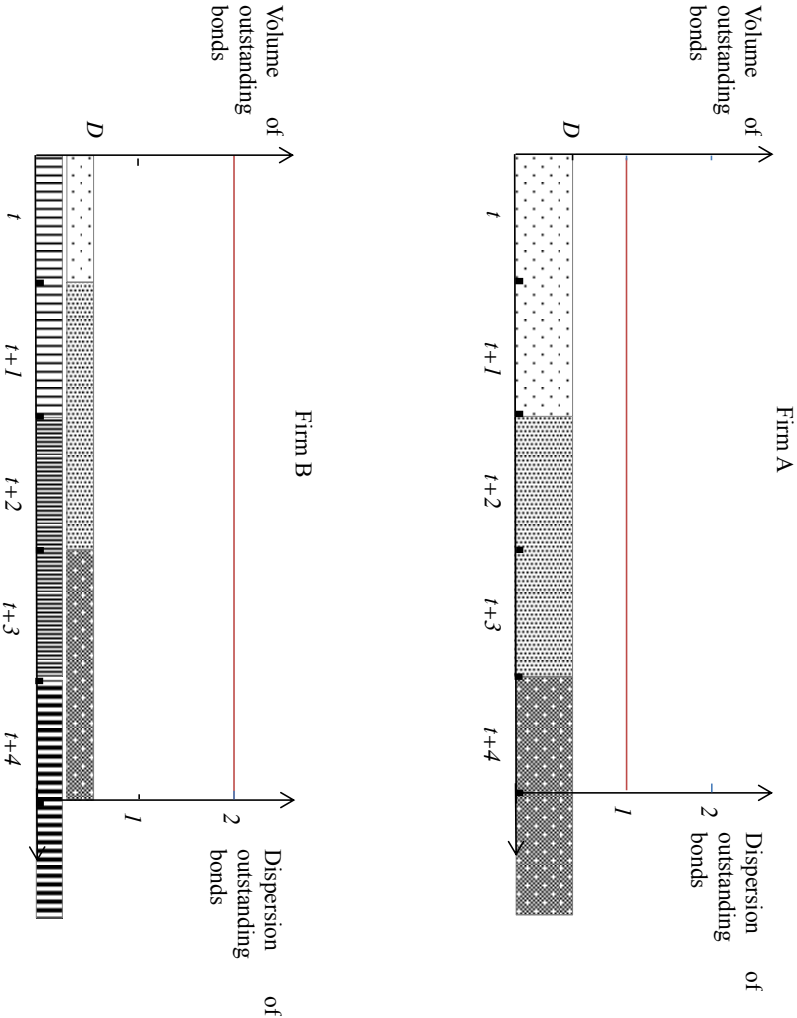 Firm A
Volume of
outstanding
bonds
D
t
t+1
t+2
t+3
t+4
1
2
Dispersion of
outstanding
bonds
Firm B
Volume of
outstanding
bonds
D
t
t+1
t+2
t+3
t+4
1
2
Dispersion of
outstanding
bonds